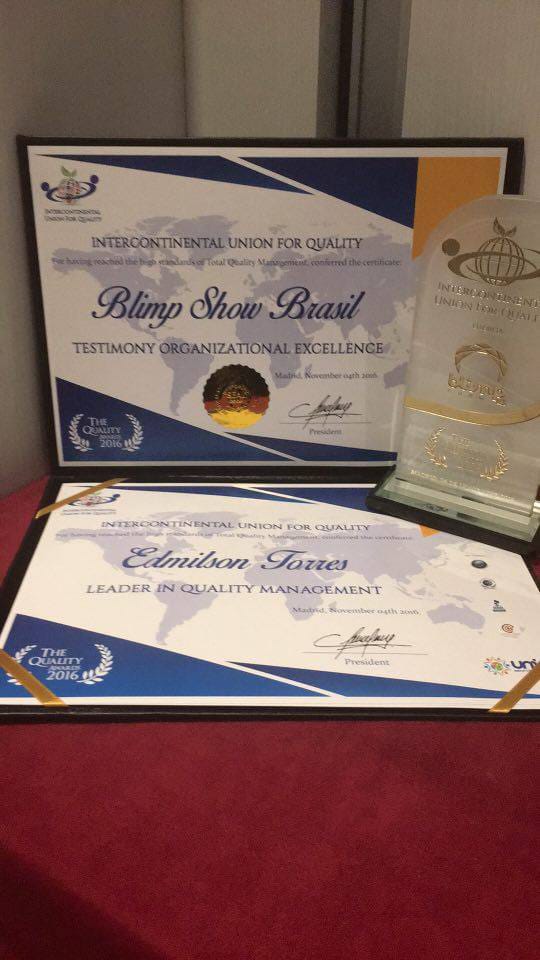 INTERCONTINENTAL
UNION FOR QUALITY
INTERCONTINENTAL UNION FOR QUALITY
For having reached the high standards of Total Quality Management, conferred the certificate:
Blimp Show Brasil
TESTIMONY ORGANIZATIONAL EXCELLENCE
Madrid, November 04th 2016
President
THE
QUALITY
AWARDS
2016
INTERCONTINENT
UNION FOR QUALI
INTERCONTINENTAL UNION FOR QUALITY
For having reached the high standards of Total Quality Management, conferred the certificate:
Edmilson Torres
LEADER IN QUALITY MANAGEMENT
Madrid, November 04th 2016
President
THE
QUALITY
AWARDS
2016